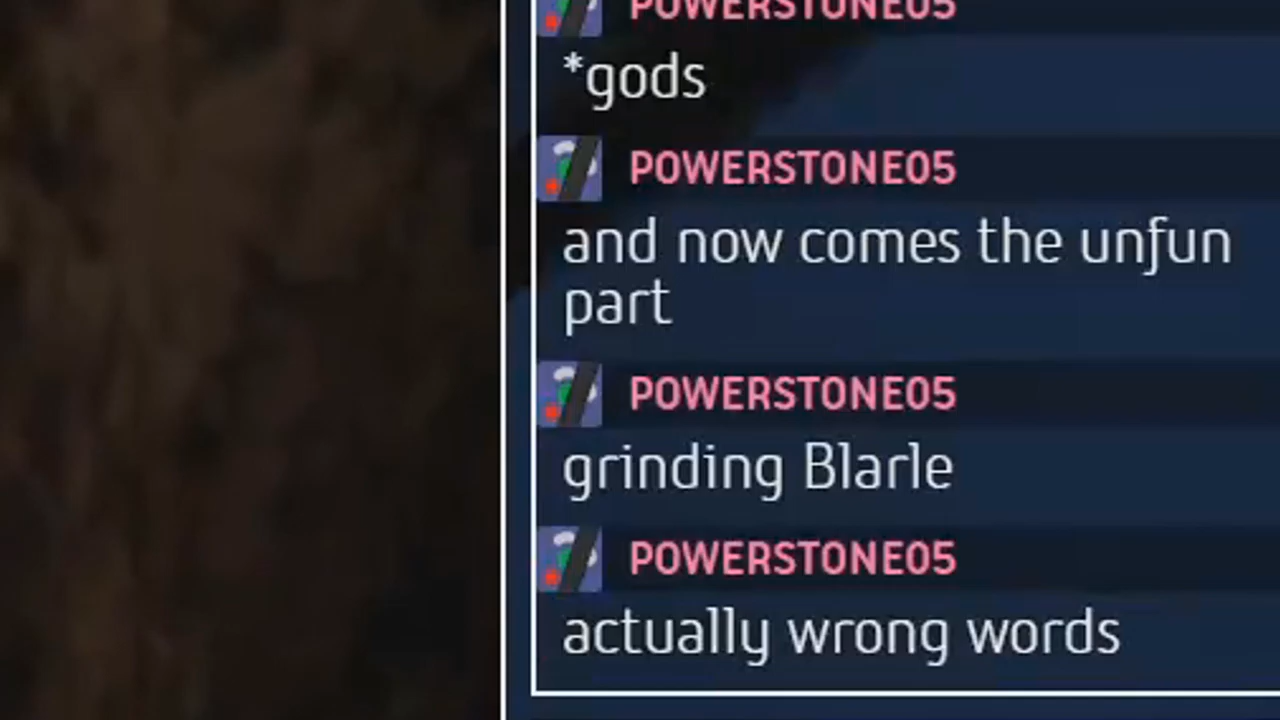 POWERSTONE05
*gods
POWERSTONE05
and now comes the unfun
part
POWERSTONE05
grinding Blarle
POWERSTONE05
actually wrong words